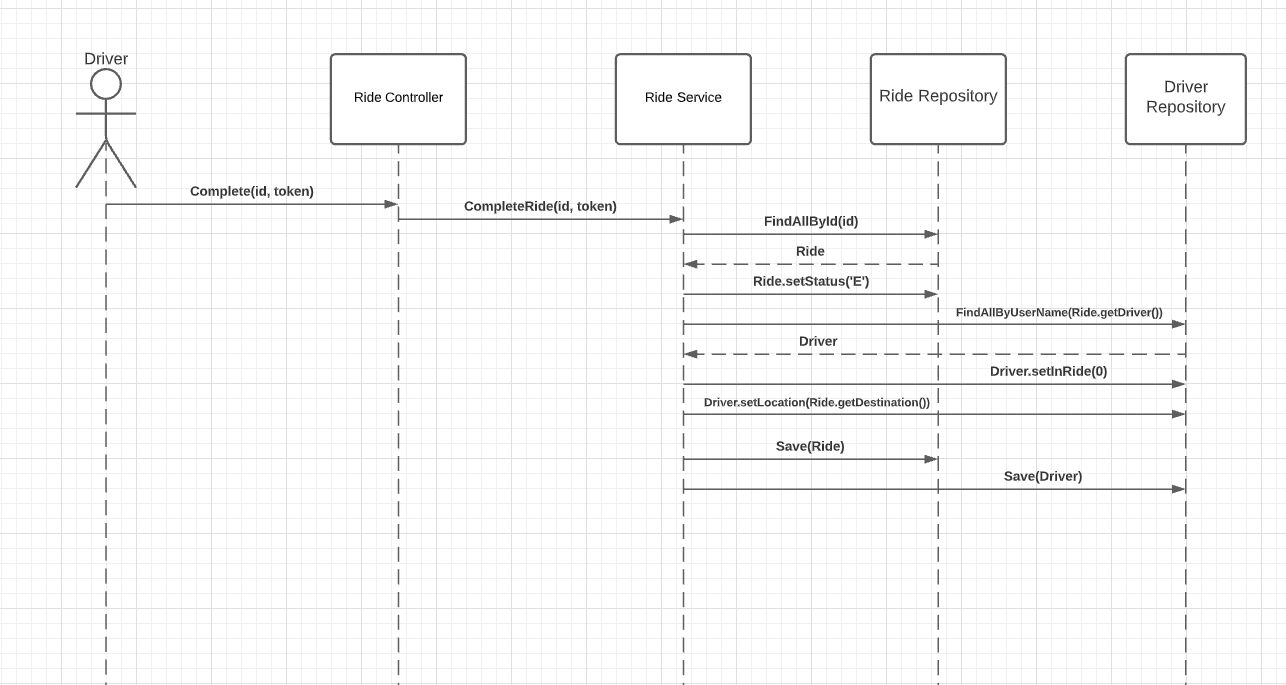 Driver
Ride Controller
Ride Service
Ride Repository
Driver
Repository
Complete(id, token)
CompleteRide(id, token)
FindAllById(id)
Ride
Ride.setStatus('E')
FindAllByUserName(Ride.getDriver())
Driver
Driver.setInRide(0)
Driver.setLocation(Ride.getDestination())
Save(Ride)
Save(Driver)